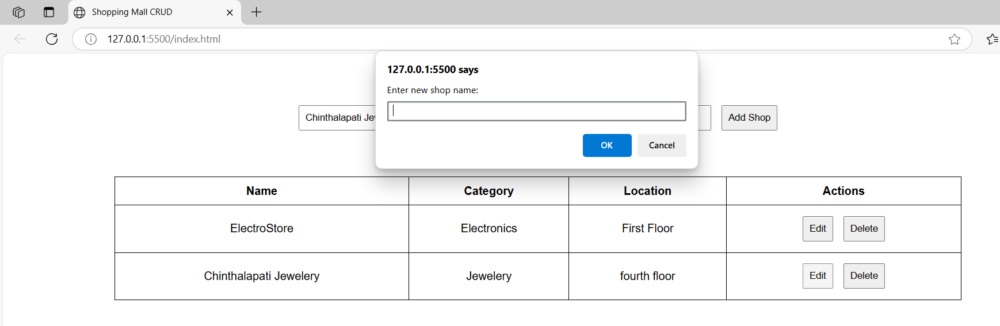 Shopping Mall CRUD
127.0.0.1:5500/index.html
127.0.0.1:5500 says
Enter new shop name:
Chinthalapati Jew
Add Shop
OK Cancel
Name Category Location Actions
ElectroStore Electronics First Floor Edit Delete
Chinthalapati Jewelery Jewelery fourth floor Edit Delete